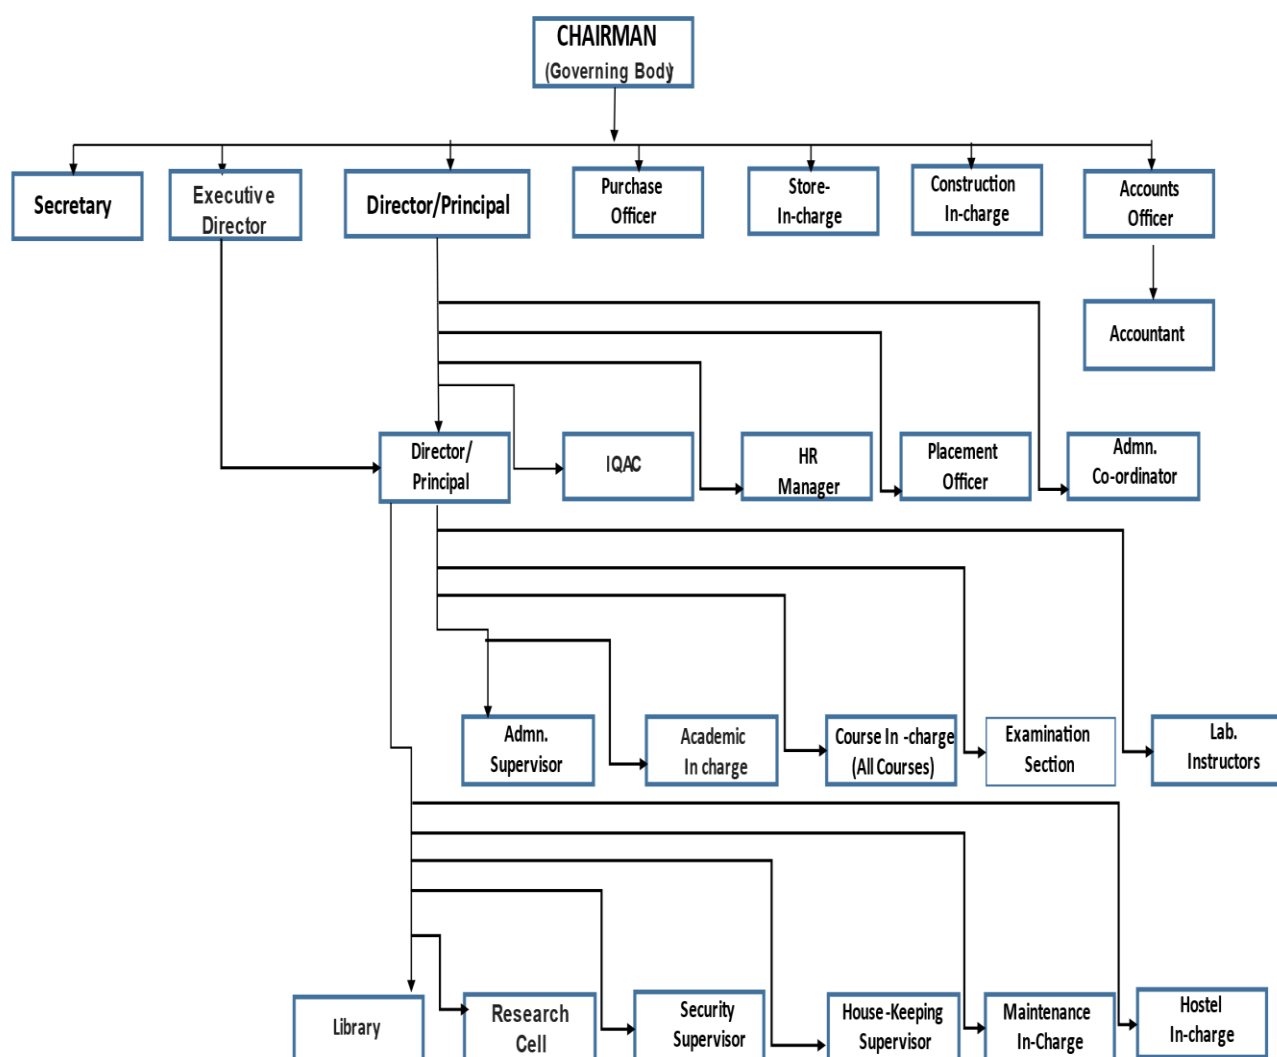 CHAIRMAN
(Governing Body)
Secretary
Executive
Director
Director/Principal
Purchase
Officer
Store-
In-charge
Construction
In-charge
Accounts
Officer
Accountant
Director/
Principal
IQAC
HR
Manager
Placement
Officer
Admn.
Co-ordinator
Admn.
Supervisor
Academic
In charge
Course In -charge
(All Courses)
Examination
Section
Lab.
Instructors
Library
Research
Cell
Security
Supervisor
House-Keeping
Supervisor
Maintenance
In-Charge
Hostel
In-charge